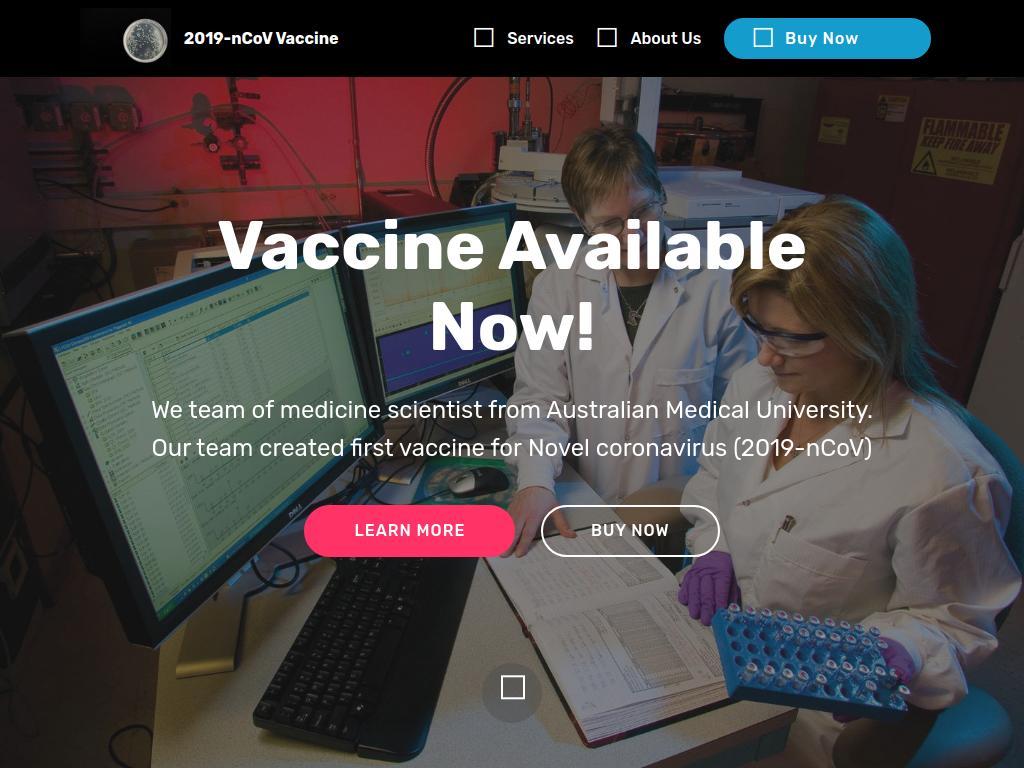 2019-nCoV Vaccine
Services
About Us
Buy Now
FLAMMABLE
KEEP FIRE AWAY
Vaccine Available
Now!
DELL
We team of medicine scientist from Australian Medical University.
Our team created first vaccine for Novel coronavirus (2019-nCoV)
DELL
LEARN MORE
BUY NOW